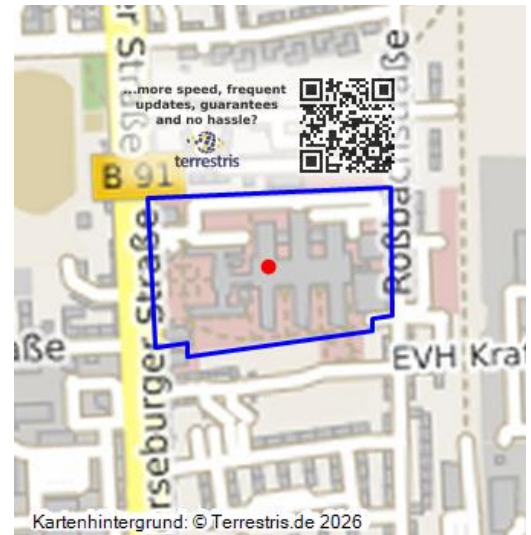 er Straße
...more speed, frequent
updates, guarantees
and no hassle?
terrestris
B 91
Roßbachstraße
rseburger Straße
aße
EVH Kraf
Kartenhintergrund: © Terrestris.de 2026